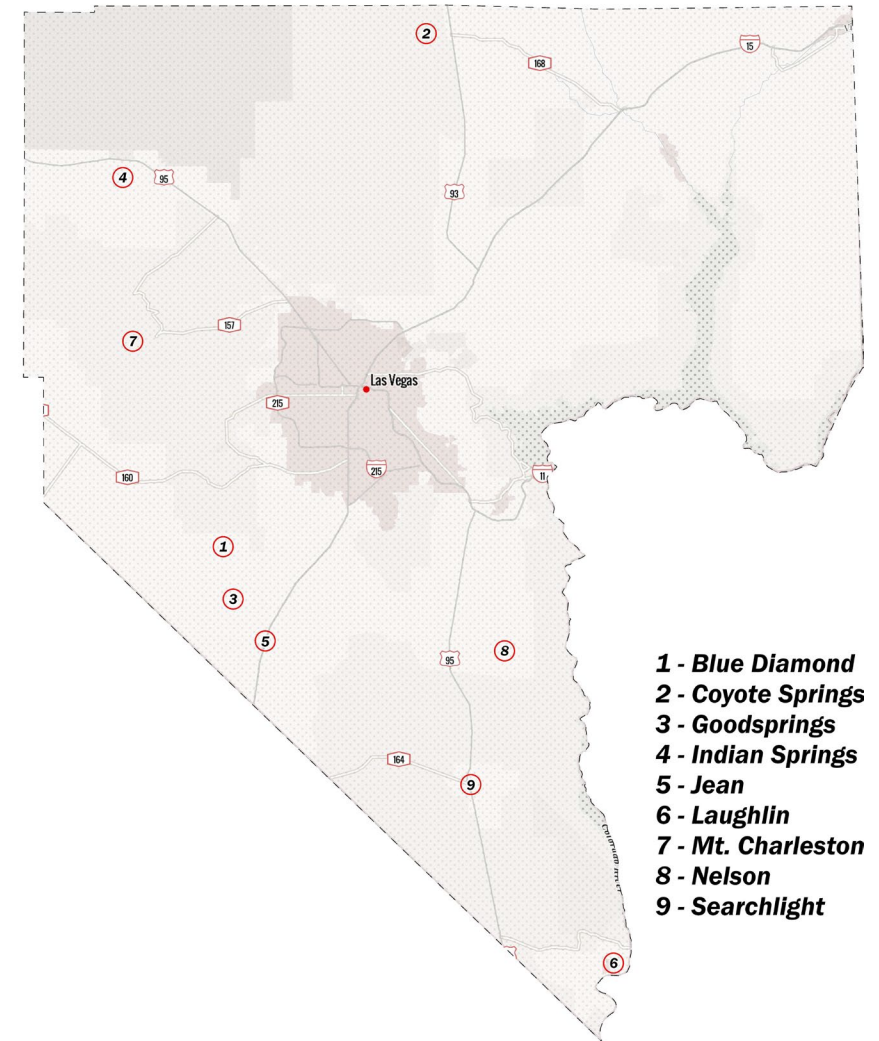 2
168
15
4
95
93
7
157
Las Vegas
215
215
11
160
1
3
5
8
95
164
9
Colorado River
6
1 - Blue Diamond
2 - Coyote Springs
3 - Goodsprings
4 - Indian Springs
5 - Jean
6 - Laughlin
7 - Mt. Charleston
8 - Nelson
9 - Searchlight